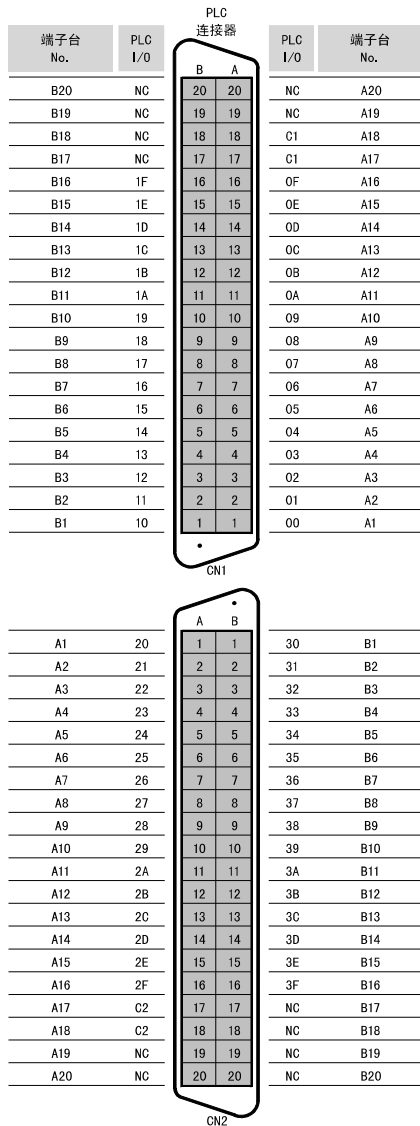 PLC
连接器
端子台 PLC PLC 端子台
No. I/O I/O No.
B A
B20 NC 20 20 NC A20
B19 NC 19 19 NC A19
B18 NC 18 18 C1 A18
B17 NC 17 17 C1 A17
B16 1F 16 16 0F A16
B15 1E 15 15 0E A15
B14 1D 14 14 0D A14
B13 1C 13 13 0C A13
B12 1B 12 12 0B A12
B11 1A 11 11 0A A11
B10 19 10 10 09 A10
B9 18 9 9 08 A9
B8 17 8 8 07 A8
B7 16 7 7 06 A7
B6 15 6 6 05 A6
B5 14 5 5 04 A5
B4 13 4 4 03 A4
B3 12 3 3 02 A3
B2 11 2 2 01 A2
B1 10 1 1 00 A1
CN1
A B
A1 20 1 1 30 B1
A2 21 2 2 31 B2
A3 22 3 3 32 B3
A4 23 4 4 33 B4
A5 24 5 5 34 B5
A6 25 6 6 35 B6
A7 26 7 7 36 B7
A8 27 8 8 37 B8
A9 28 9 9 38 B9
A10 29 10 10 39 B10
A11 2A 11 11 3A B11
A12 2B 12 12 3B B12
A13 2C 13 13 3C B13
A14 2D 14 14 3D B14
A15 2E 15 15 3E B15
A16 2F 16 16 3F B16
A17 C2 17 17 NC B17
A18 C2 18 18 NC B18
A19 NC 19 19 NC B19
A20 NC 20 20 NC B20
CN2